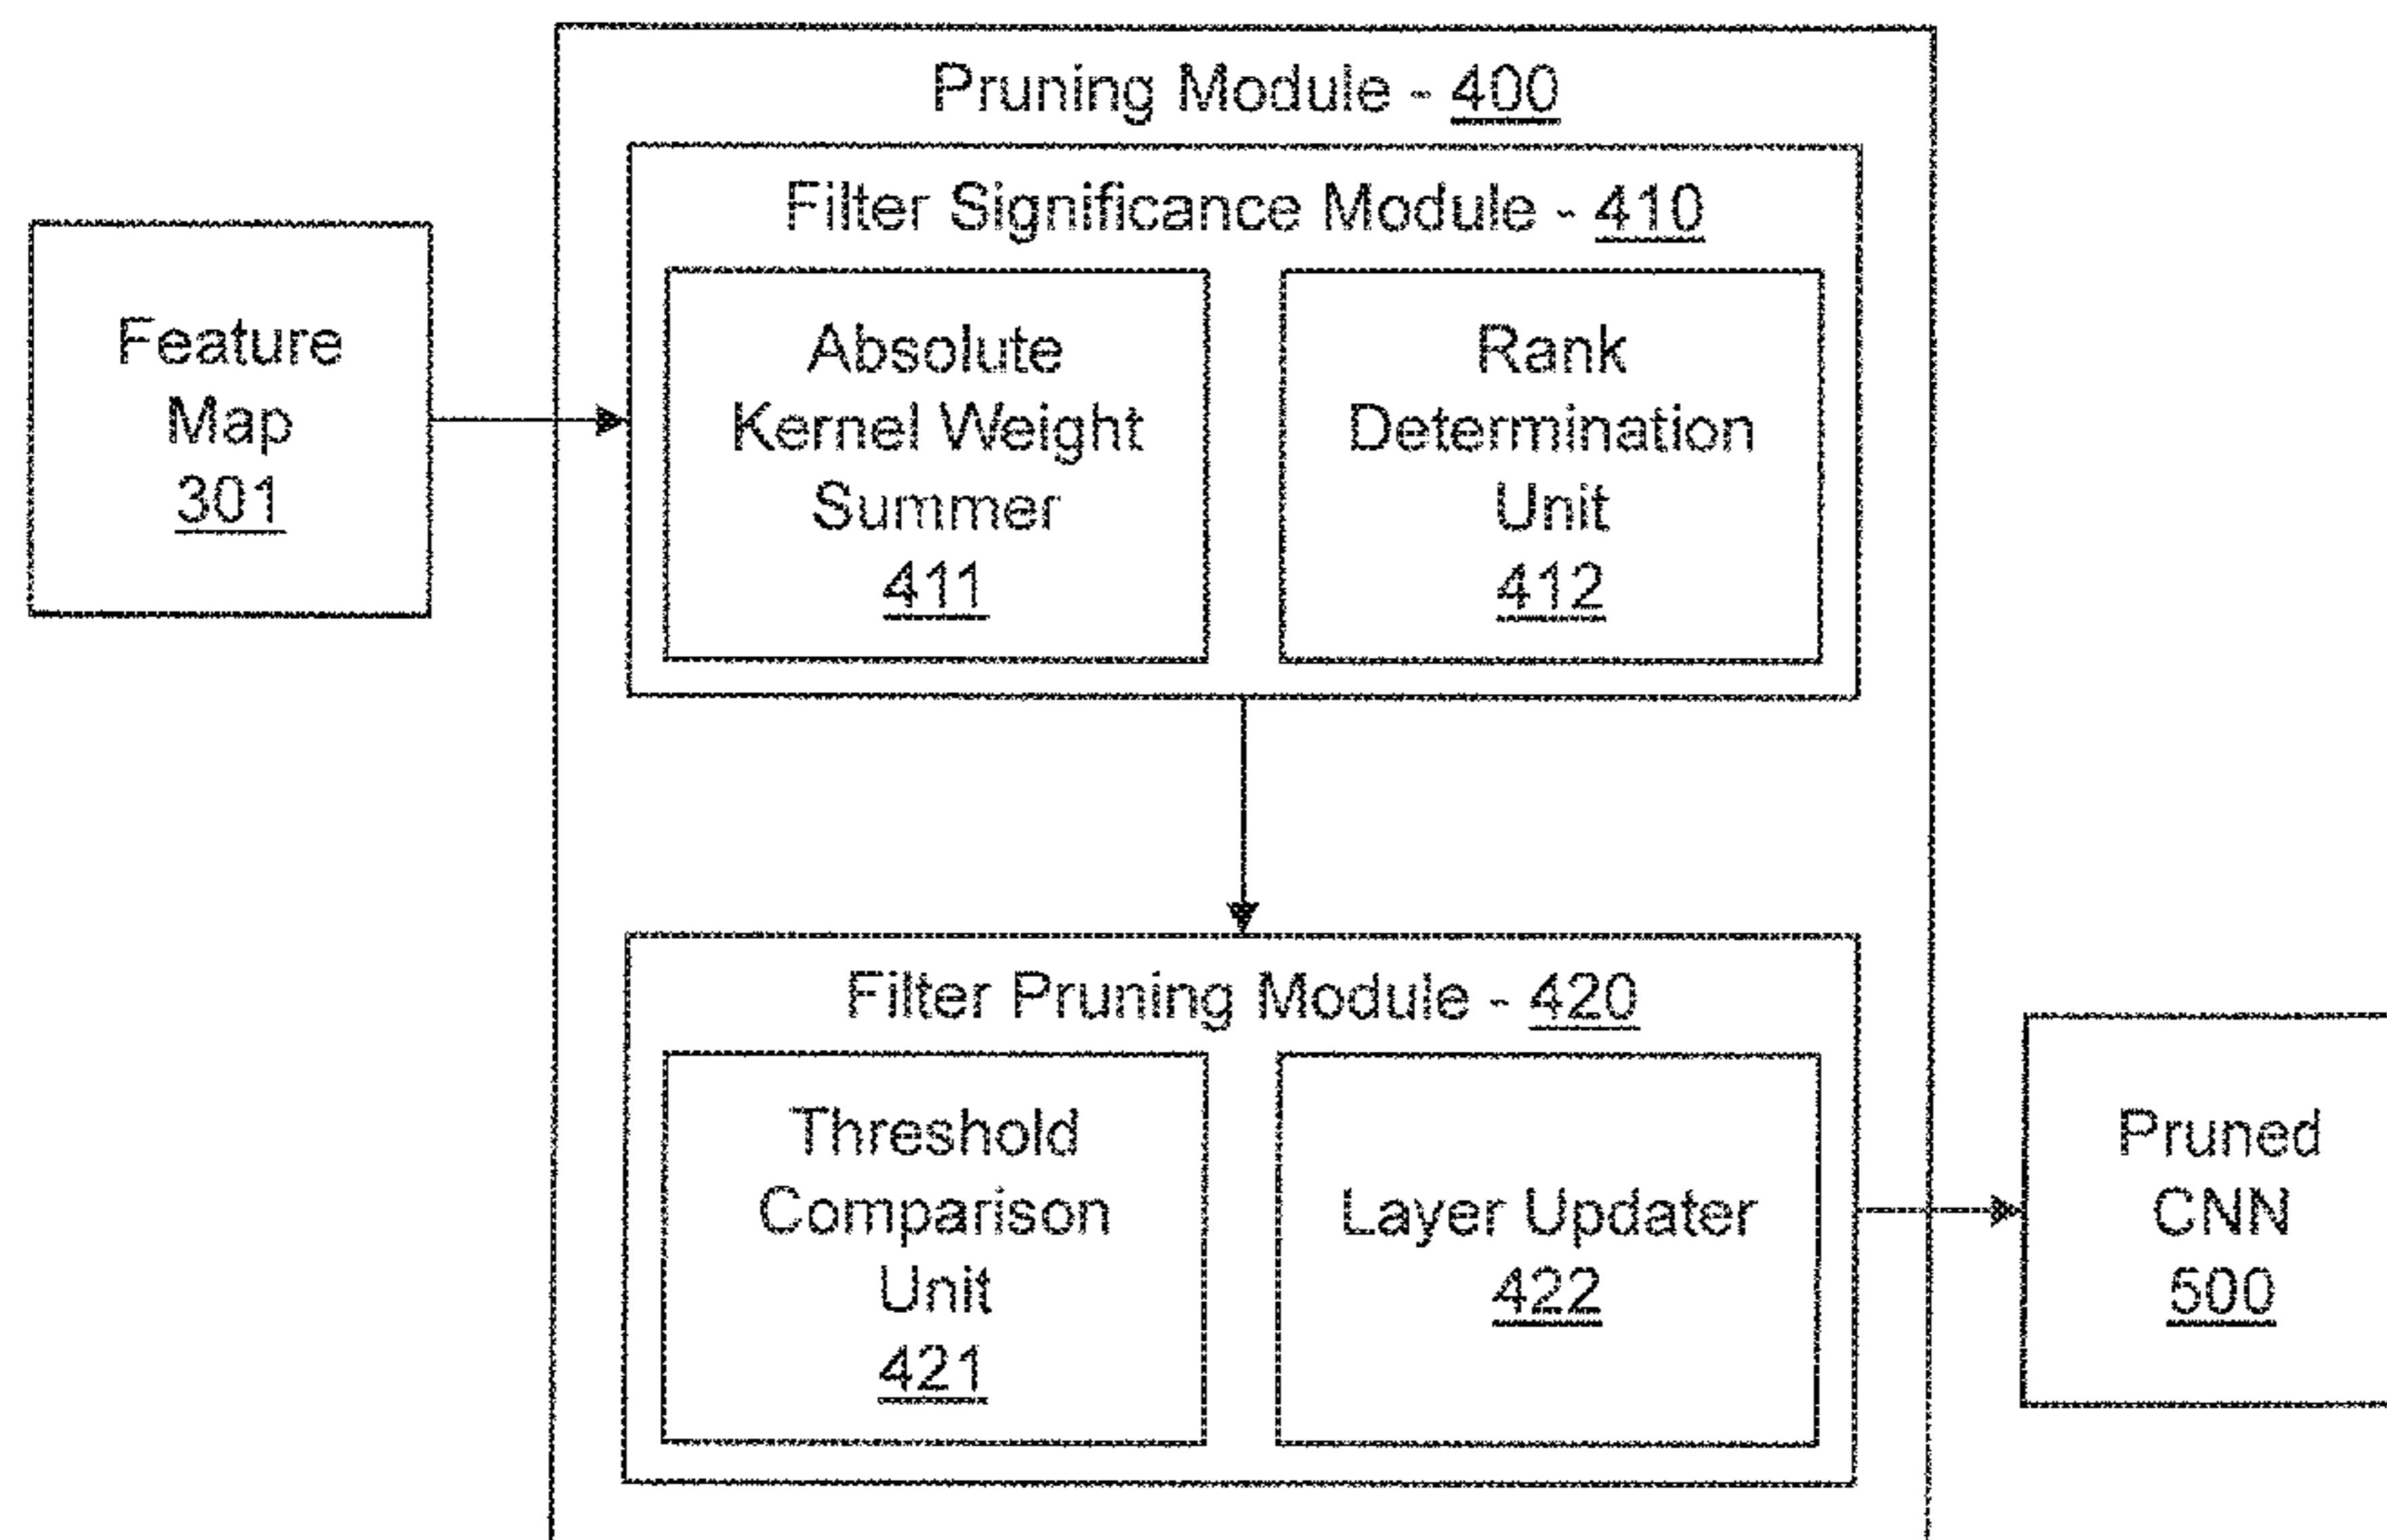 Pruning Module - 400
Filter Significance Module - 410
Feature
Map
301
Absolute
Kernel Weight
Summer
411
Rank
Determination
Unit
412
Filter Pruning Module - 420
Threshold
Comparison
Unit
421
Layer Updater
422
Pruned
CNN
500